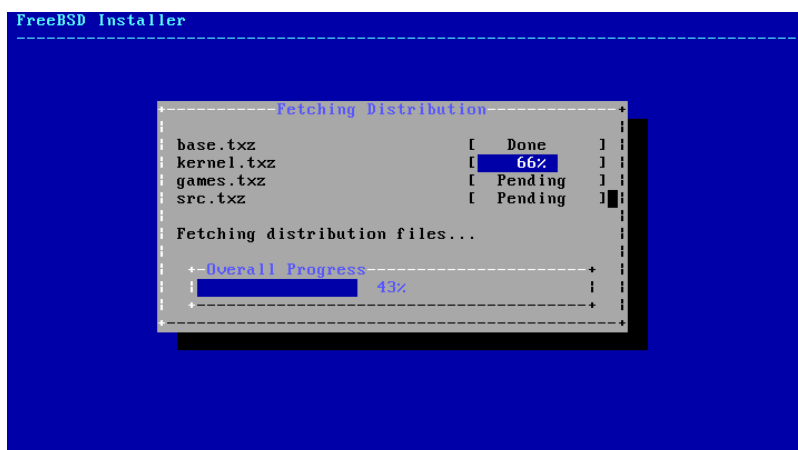 FreeBSD Installer
Fetching Distribution
base.txz [ Done ]
kernel.txz [ 66% ]
games.txz [ Pending ]
src.txz [ Pending ]
Fetching distribution files...
Overall Progress
43%